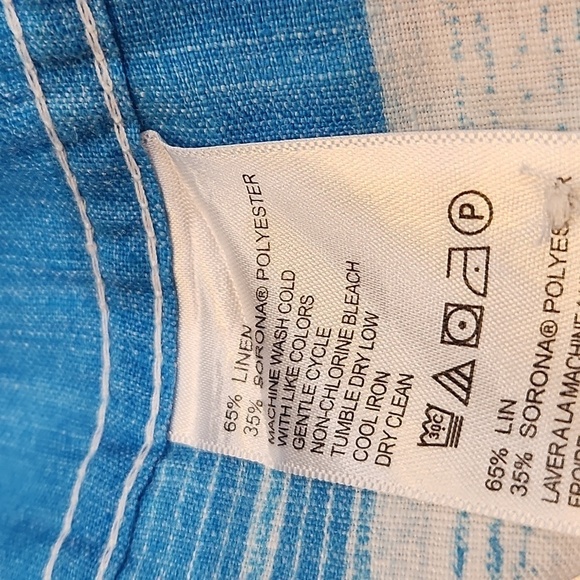 65% LINEN
35% SORONA® POLYESTER
MACHINE WASH COLD
WITH LIKE COLORS
GENTLE CYCLE
NON-CHLORINE BLEACH
TUMBLE DRY LOW
COOL IRON
DRY CLEAN
30C
P
65% LIN
35% SORONA® POLYESTER
LAVER A LA MACHINE